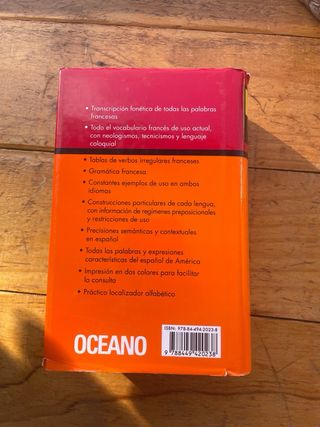 • Transcripción fonética de todas las palabras
francesas
• Todo el vocabulario francés de uso actual,
con neologismos, tecnicismos y lenguaje
coloquial
• Tablas de verbos irregulares franceses
• Gramática francesa
• Constantes ejemplos de uso en ambos
idiomas
• Construcciones particulares de cada lengua,
con información de regímenes preposicionales
y restricciones de uso
• Precisiones semánticas y contextuales
en español
• Todas las palabras y expresiones
características del español de América
• Impresión en dos colores para facilitar
la consulta
• Práctico localizador alfabético
OCEANO
ISBN: 978-84-494-2023-8
9 788449 420238